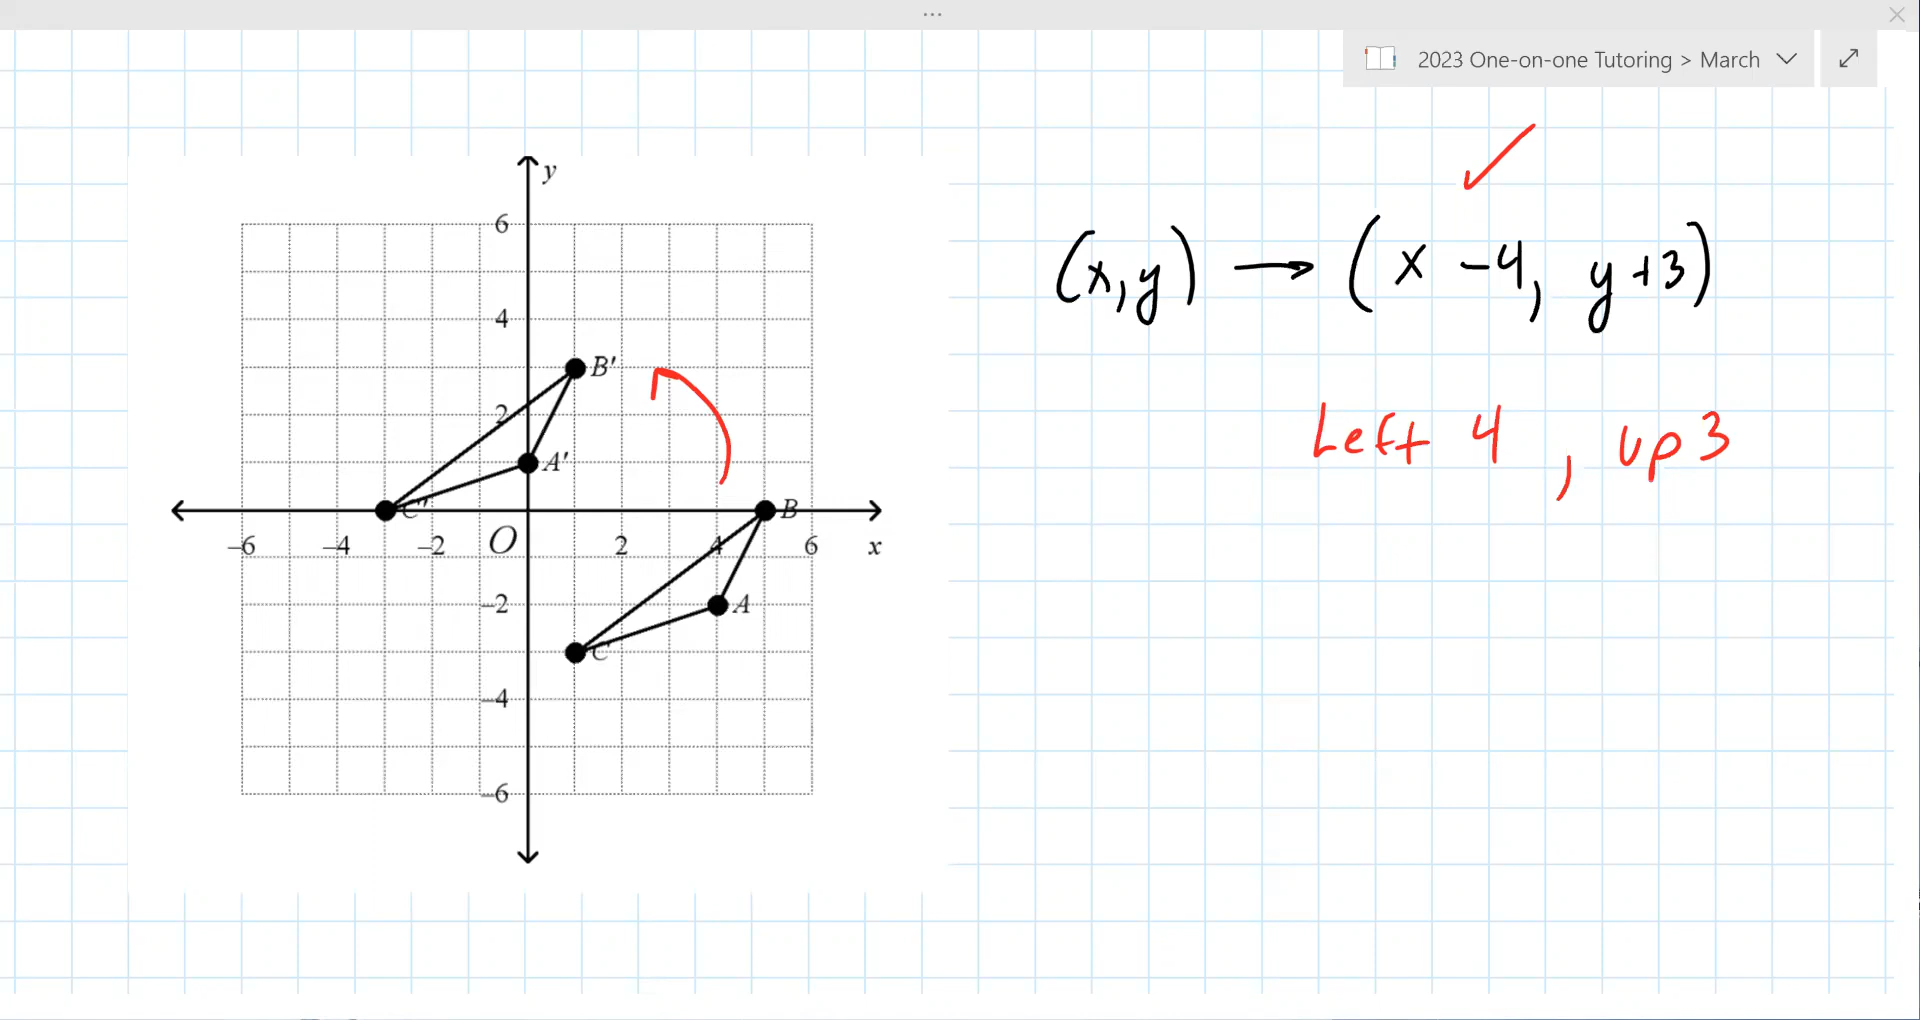 ...
2023 One-on-one Tutoring > March
y
6
4
B'
2
A'
C'
B
–6
–4
–2
O
2
4
6
x
–2
A
C
–4
–6
(x,y) → (x -4, y+3)
Left 4, up 3